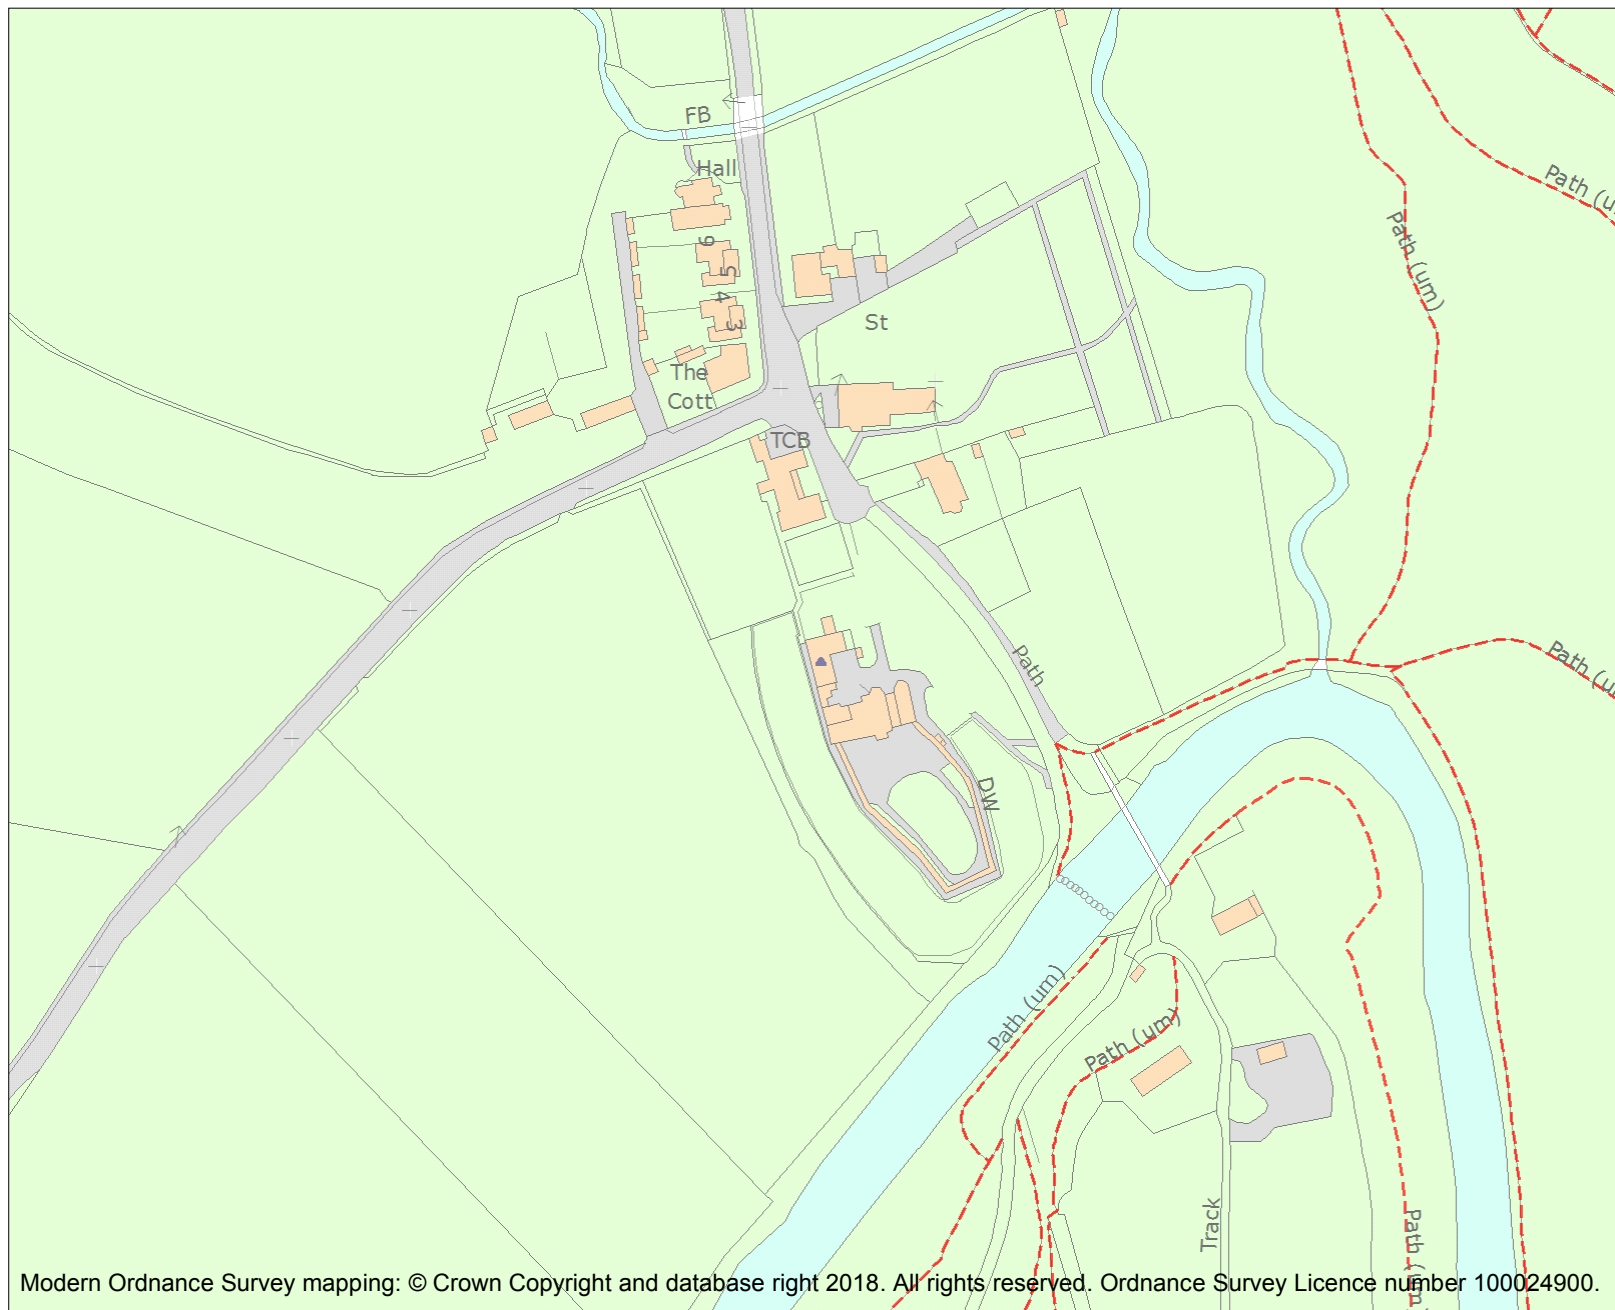 FB
Hall
Path (u
Path (um)
6
5
4
3
St
The
Cott
TCB
Path
Path (u
DW
Path (um)
Path (um)
Track
Path (um
Modern Ordnance Survey mapping: © Crown Copyright and database right 2018. All rights reserved. Ordnance Survey Licence number 100024900.